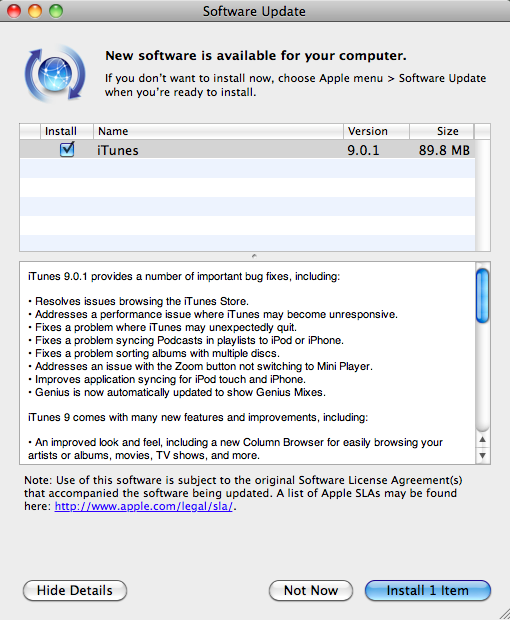 Software Update
New software is available for your computer.
If you don't want to install now, choose Apple menu > Software Update
when you're ready to install.
Install Name Version Size
iTunes 9.0.1 89.8 MB
iTunes 9.0.1 provides a number of important bug fixes, including:
• Resolves issues browsing the iTunes Store.
• Addresses a performance issue where iTunes may become unresponsive.
• Fixes a problem where iTunes may unexpectedly quit.
• Fixes a problem syncing Podcasts in playlists to iPod or iPhone.
• Fixes a problem sorting albums with multiple discs.
• Addresses an issue with the Zoom button not switching to Mini Player.
• Improves application syncing for iPod touch and iPhone.
• Genius is now automatically updated to show Genius Mixes.
iTunes 9 comes with many new features and improvements, including:
• An improved look and feel, including a new Column Browser for easily browsing your
artists or albums, movies, TV shows, and more.
Note: Use of this software is subject to the original Software License Agreement(s)
that accompanied the software being updated. A list of Apple SLAs may be found
here: http://www.apple.com/legal/sla/.
Hide Details Not Now Install 1 Item